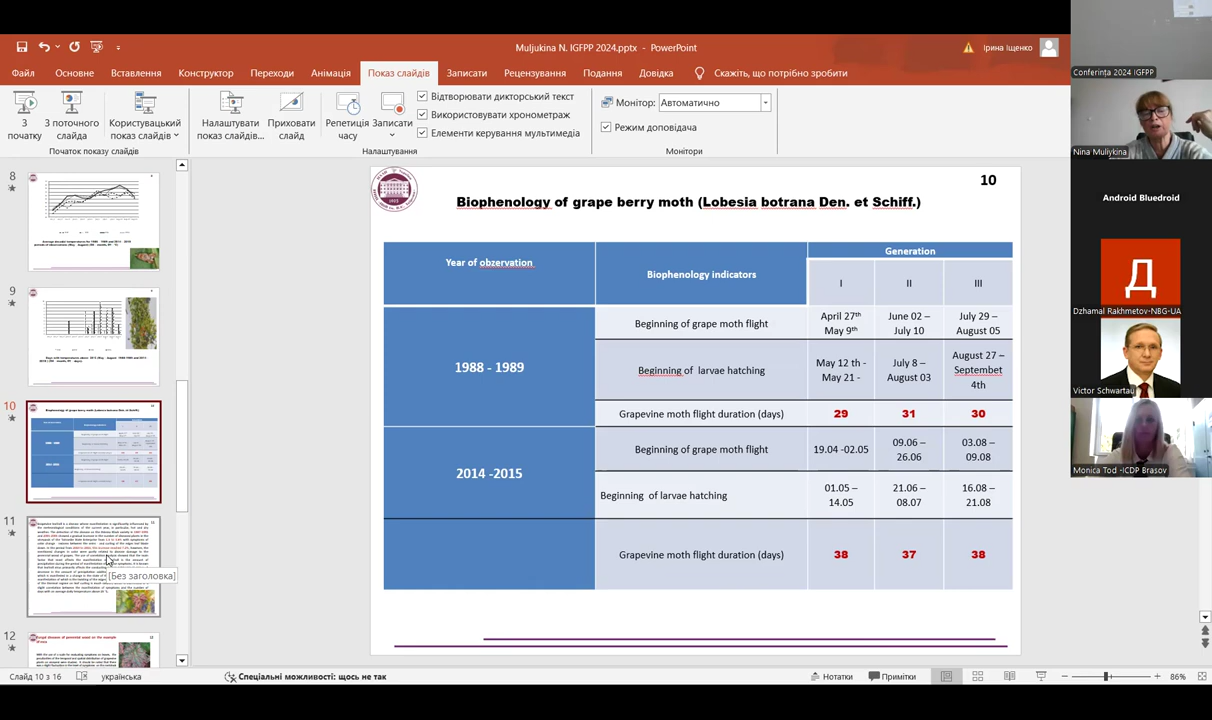 Muljukina N. IGFPP 2024.pptx - PowerPoint
Ірина Іщенко
Файл Основне Вставлення Конструктор Переходи Анімація Показ слайдів Записати Рецензування Подання Довідка Скажіть, що потрібно зробити
З початку
З поточного слайда
Користувацький показ слайдів
Початок показу слайдів
Налаштувати показ слайдів...
Приховати слайд
Репетиція часу
Записати
Відтворювати дикторський текст
Використовувати хронометраж
Елементи керування мультимедіа
Налаштування
Монітор: Автоматично
Режим доповідача
Монітори
8
9
10
11
[Без заголовка]
12
10
Biophenology of grape berry moth (Lobesia botrana Den. et Schiff.)
Year of obzervation
Biophenology indicators
Generation
I II III
1988 - 1989
Beginning of grape moth flight
April 27th
May 9th
June 02 –
July 10
July 29 –
August 05
Beginning of larvae hatching
May 12 th -
May 21 -
July 8 –
August 03
August 27 –
Septembet
4th
Grapevine moth flight duration (days) 29 31 30
2014 -2015
Beginning of grape moth flight
19.04 -02.05
09.06 –
26.06
03.08 –
09.08
Beginning of larvae hatching
01.05 –
14.05
21.06 –
08.07
16.08 –
21.08
Grapevine moth flight duration (days) 38 37 38
Слайд 10 з 16 українська Спеціальні можливості: щось не так Нотатки Примітки 86%
Conferința 2024 IGFPP
Nina Muliykina
Android Bluedroid
Д
Dzhamal Rakhmetov-NBG-UA
Victor Schwartau
Monica Tod -ICDP Brasov